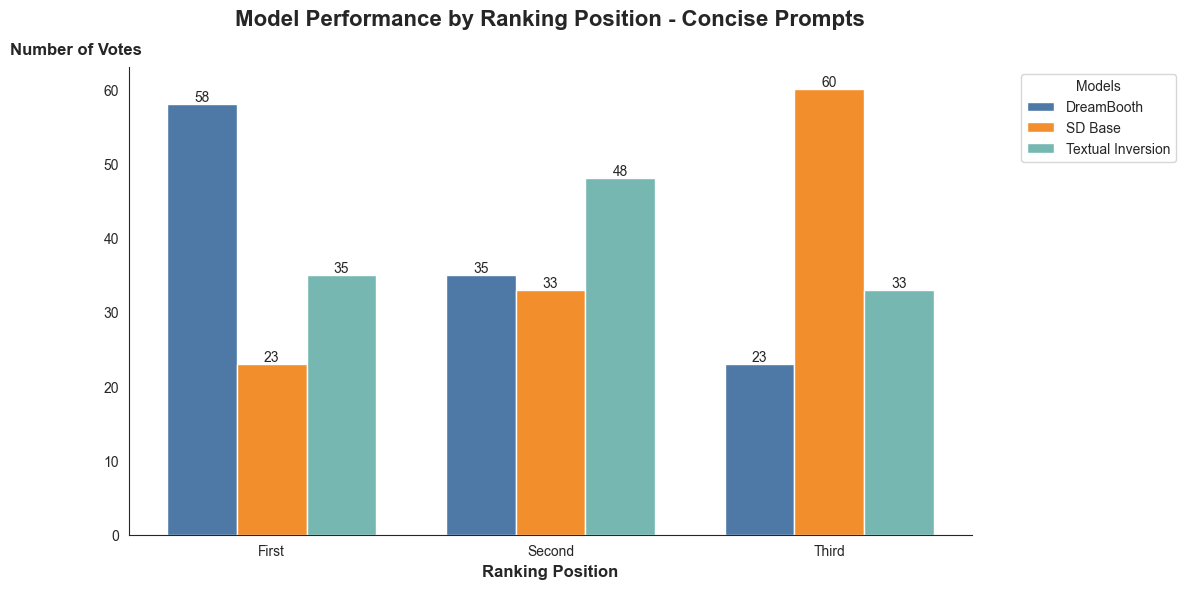 Model Performance by Ranking Position - Concise Prompts
Number of Votes
60
50
40
30
20
10
0
58
23
35
35
33
48
23
60
33
First
Second
Third
Ranking Position
Models
DreamBooth
SD Base
Textual Inversion